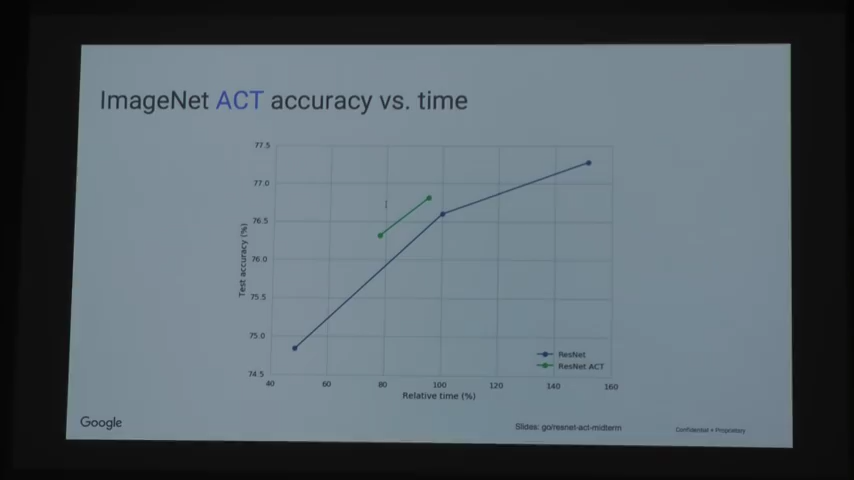 ImageNet ACT accuracy vs. time
77.5
77.0
76.5
76.0
75.5
75.0
74.5
Test accuracy (%)
40 60 80 100 120 140 160
Relative time (%)
ResNet
ResNet ACT
Google
Slides: go/resnet-act-midterm
Confidential + Proprietary